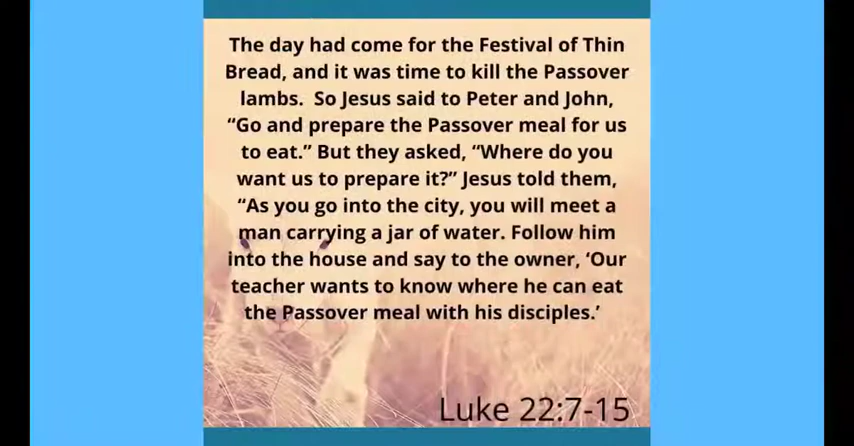 The day had come for the Festival of Thin
Bread, and it was time to kill the Passover
lambs.  So Jesus said to Peter and John,
“Go and prepare the Passover meal for us
to eat.” But they asked, “Where do you
want us to prepare it?” Jesus told them,
“As you go into the city, you will meet a
man carrying a jar of water. Follow him
into the house and say to the owner, ‘Our
teacher wants to know where he can eat
the Passover meal with his disciples.’
Luke 22:7-15